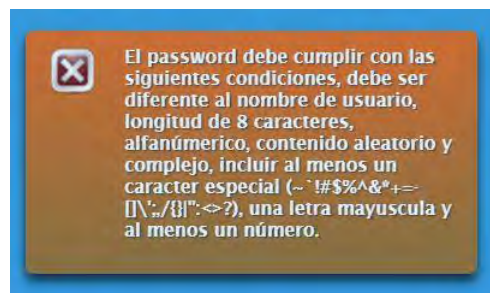 El password debe cumplir con las
siguientes condiciones, debe ser
diferente al nombre de usuario,
longitud de 8 caracteres,
alfanúmerico, contenido aleatorio y
complejo, incluir al menos un
caracter especial (~`!#$%^&*+=-
[]\';,/{}|":<>?), una letra mayuscula y
al menos un número.